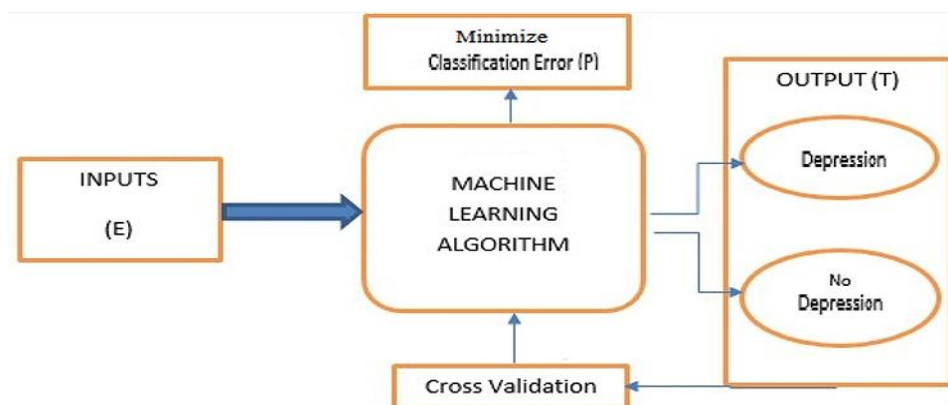 Minimize
Classification Error (P)
OUTPUT (T)
INPUTS
(E)
MACHINE
LEARNING
ALGORITHM
Depression
No
Depression
Cross Validation